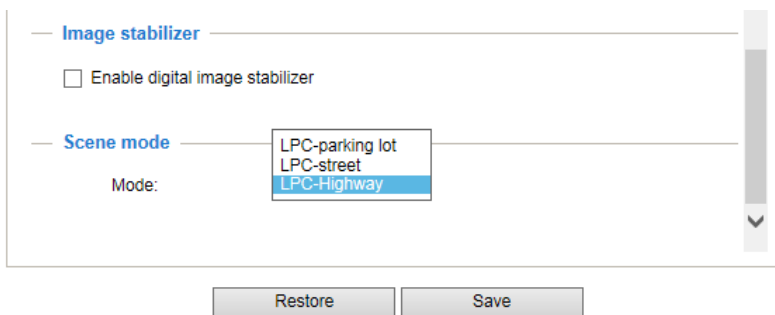 Image stabilizer
Enable digital image stabilizer
Scene mode
LPC-parking lot
LPC-street
LPC-Highway
Mode:
Restore Save